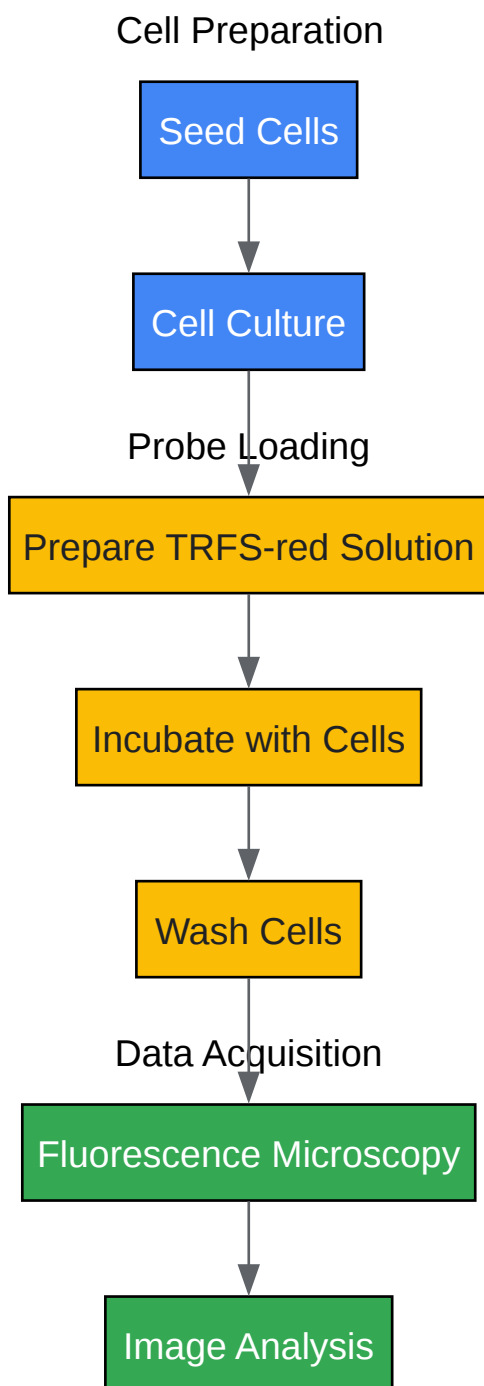 Cell Preparation
Seed Cells
Cell Culture
Probe Loading
Prepare TRFS-red Solution
Incubate with Cells
Wash Cells
Data Acquisition
Fluorescence Microscopy
Image Analysis